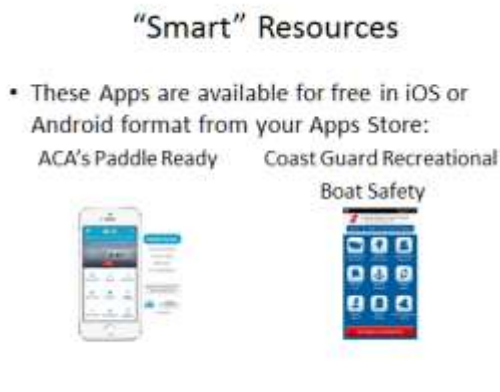 “Smart” Resources
• These Apps are available for free in iOS or
Android format from your Apps Store:
ACA’s Paddle Ready
Coast Guard Recreational
Boat Safety